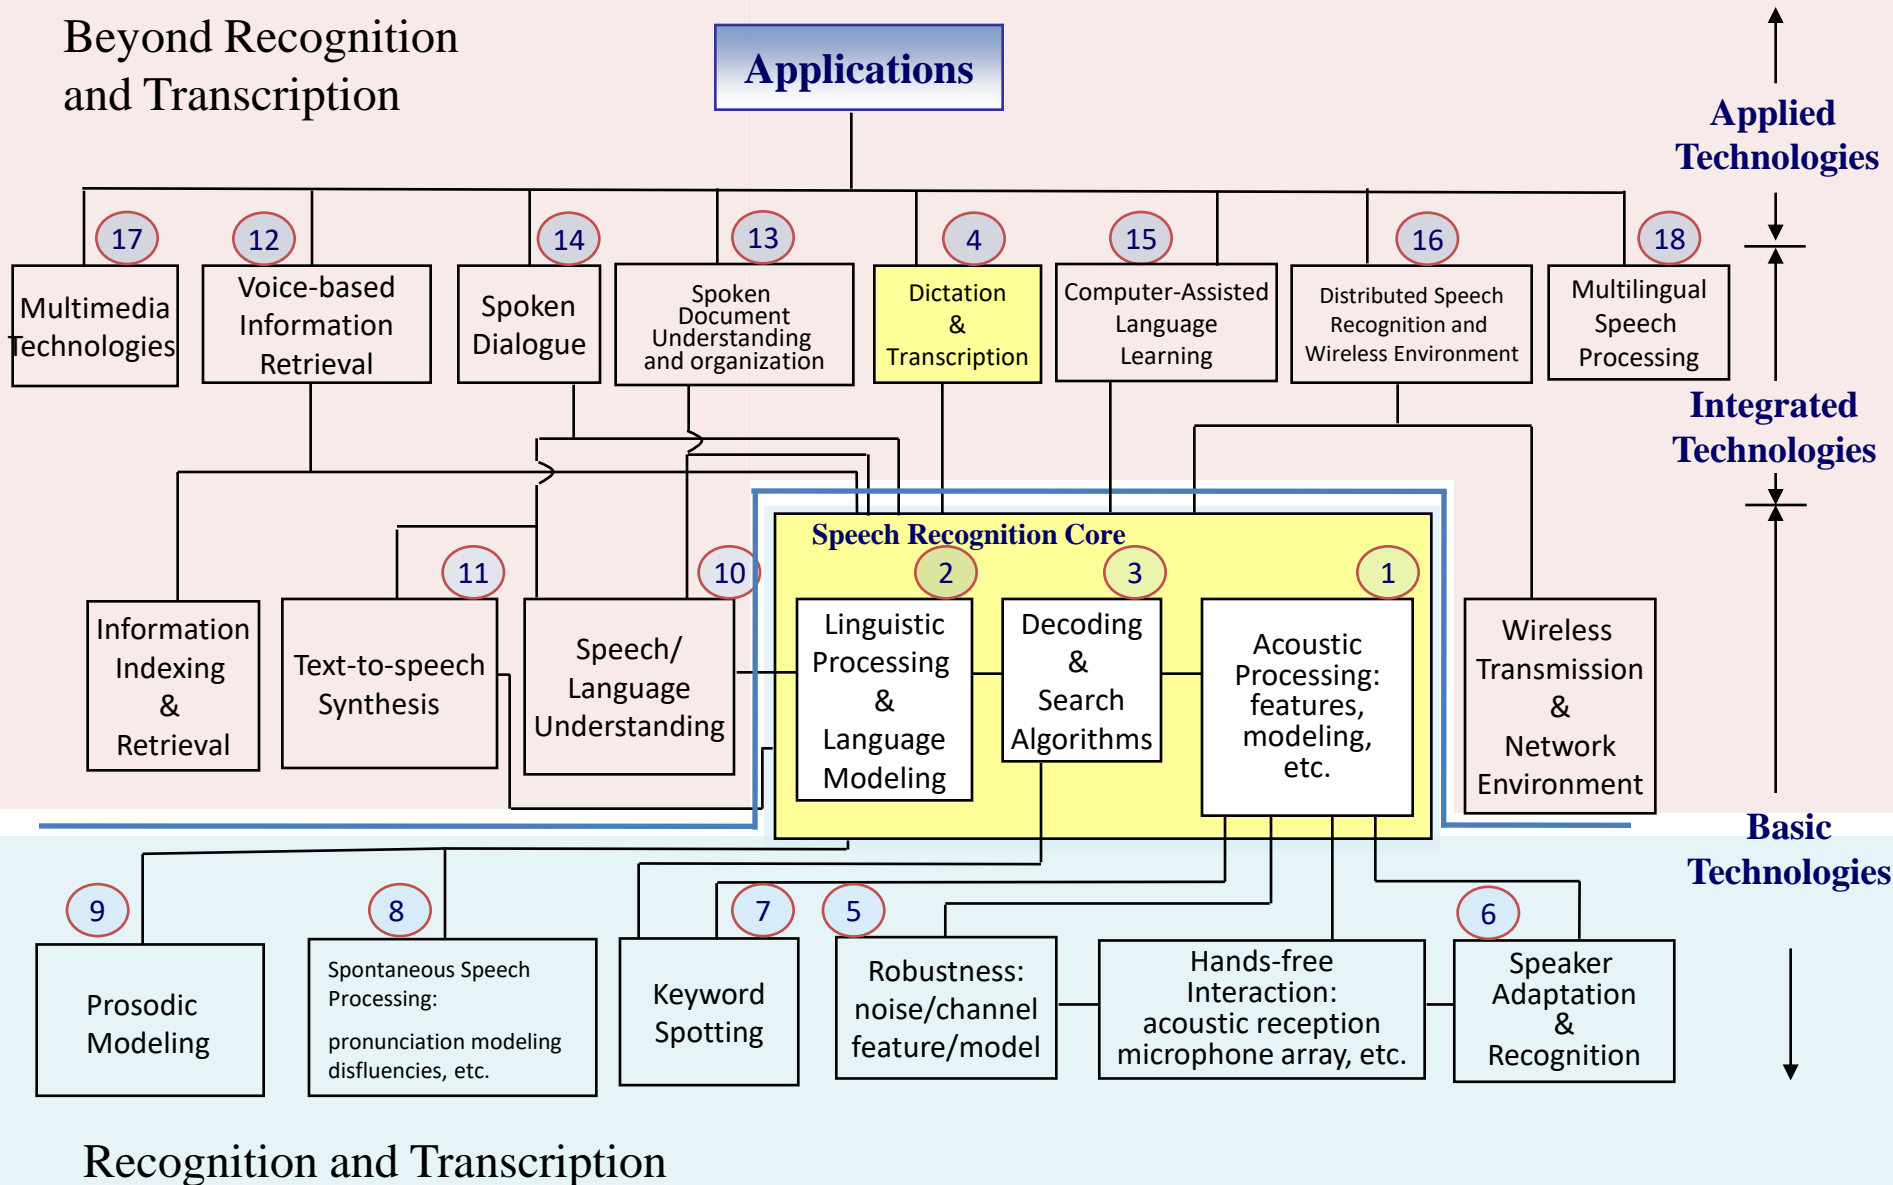 Beyond Recognition
and Transcription
Applications
Applied
Technologies
17
12
14
13
4
15
16
18
Multimedia
Technologies
Voice-based
Information
Retrieval
Spoken
Dialogue
Spoken
Document
Understanding
and organization
Dictation
&
Transcription
Computer-Assisted
Language
Learning
Distributed Speech
Recognition and
Wireless Environment
Multilingual
Speech
Processing
Integrated
Technologies
Speech Recognition Core
11
10
2
3
1
Information
Indexing
&
Retrieval
Text-to-speech
Synthesis
Speech/
Language
Understanding
Linguistic
Processing
&
Language
Modeling
Decoding
&
Search
Algorithms
Acoustic
Processing:
features,
modeling,
etc.
Wireless
Transmission
&
Network
Environment
Basic
Technologies
9
8
7
5
6
Prosodic
Modeling
Spontaneous Speech
Processing:
pronunciation modeling
disfluencies, etc.
Keyword
Spotting
Robustness:
noise/channel
feature/model
Hands-free
Interaction:
acoustic reception
microphone array, etc.
Speaker
Adaptation
&
Recognition
Recognition and Transcription